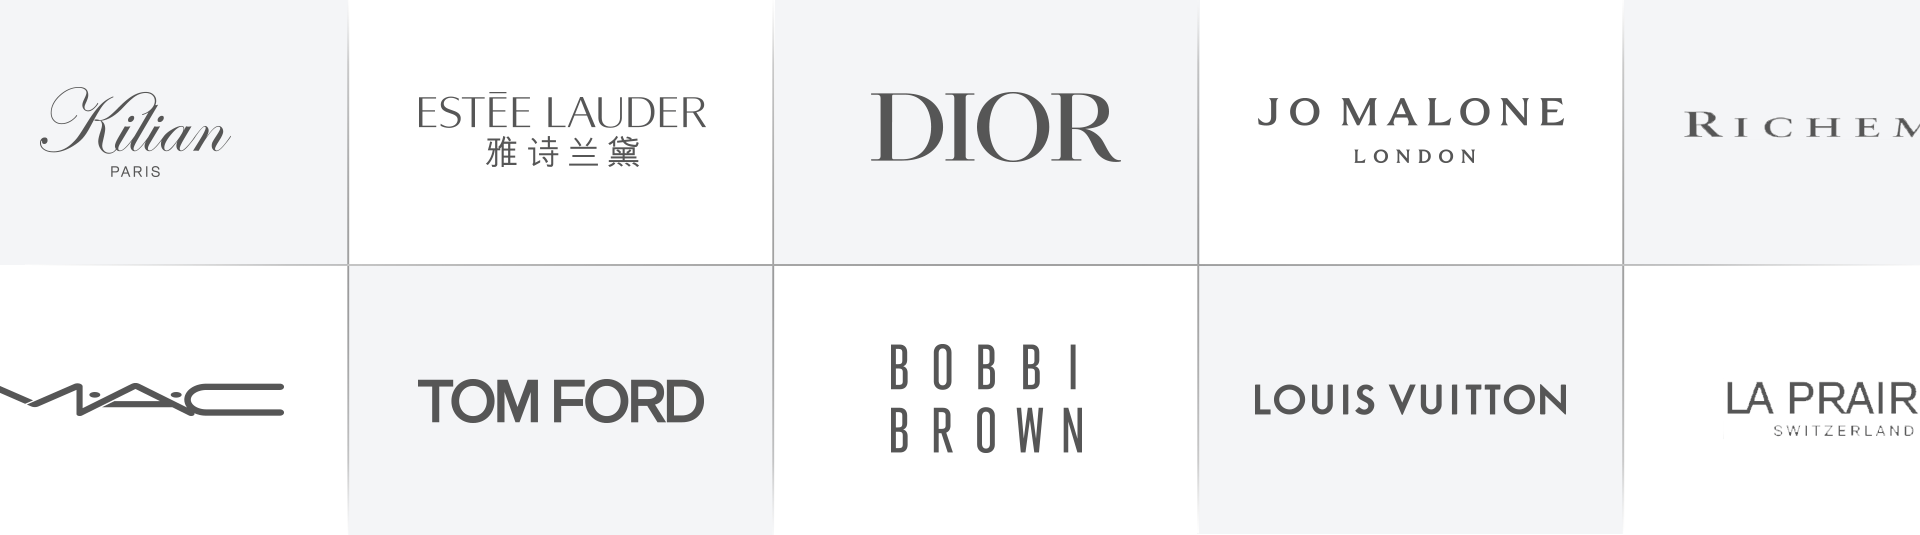 Kilian
PARIS
ESTĒE LAUDER
雅诗兰黛
DIOR
JO MALONE
LONDON
RICHEM
MAC
TOM FORD
BOBBI
BROWN
LOUIS VUITTON
LA PRAIR
SWITZERLAND